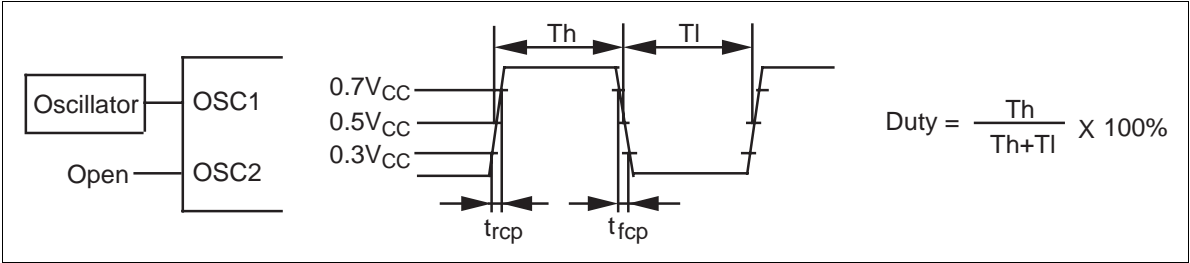 Oscillator
OSC1
Open
OSC2
Th
Tl
0.7VCC
0.5VCC
0.3VCC
trcp
tfcp
Duty = Th / Th+Tl X 100%